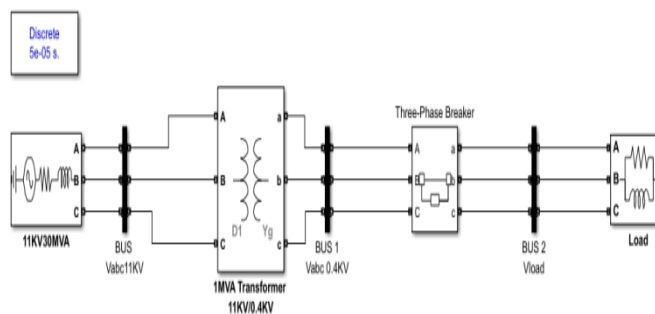 Discrete
5e-05 s.
Three-Phase Breaker
A
B
C
A
B
C
D1
Yg
a
b
c
A
B
C
a
b
c
A
B
C
11KV30MVA
BUS
Vabc11KV
1MVA Transformer
11KV/0.4KV
BUS 1
Vabc 0.4KV
BUS 2
Vload
Load